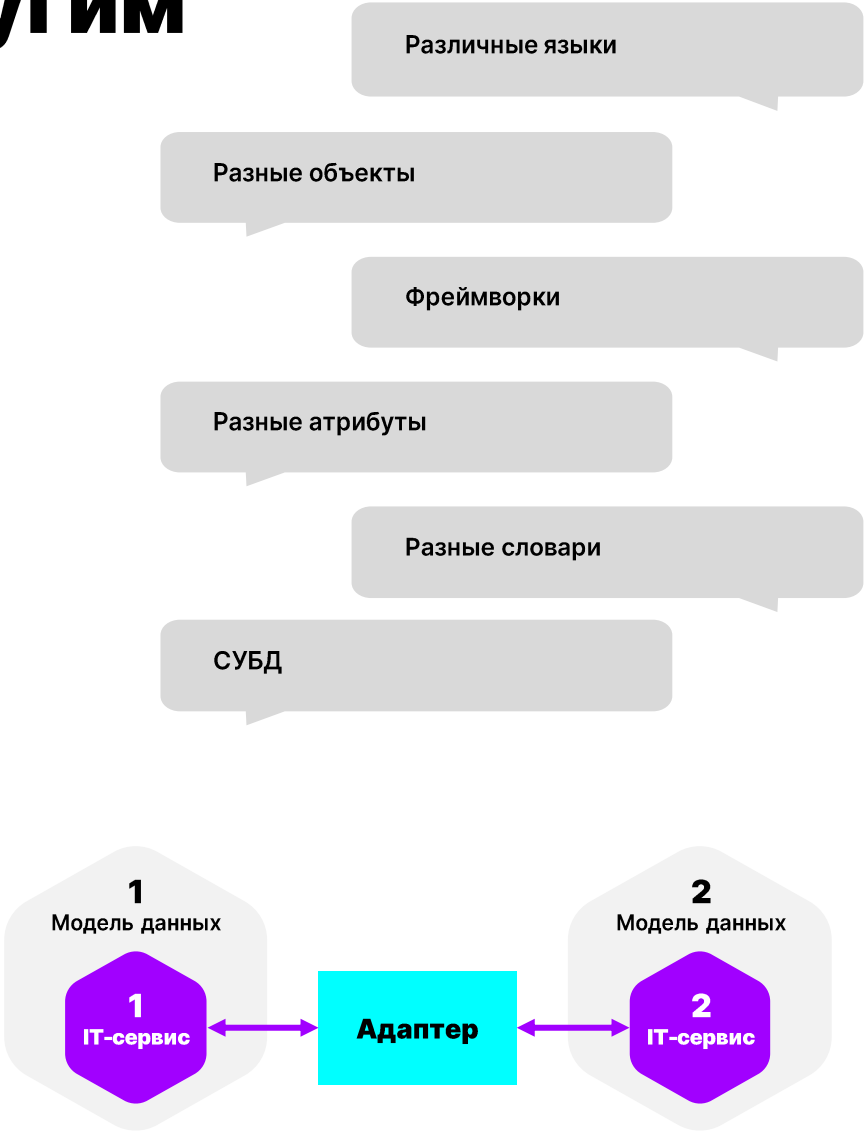 Различные языки
Разные объекты
Фреймворки
Разные атрибуты
Разные словари
СУБД
1
Модель данных
1
IT-сервис
Адаптер
2
Модель данных
2
IT-сервис